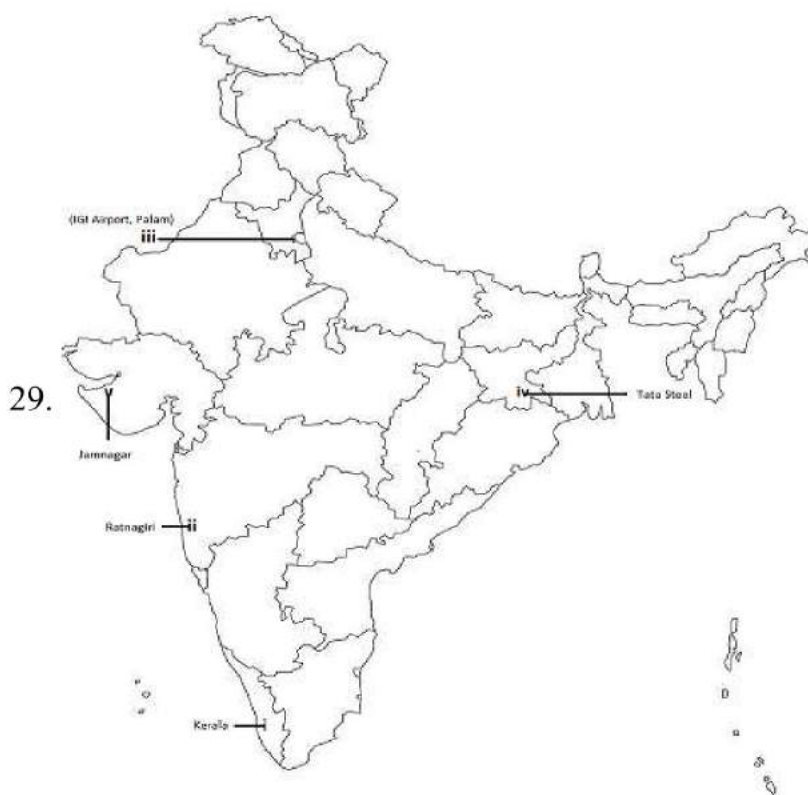 (IGI Airport, Palam)
iii
29.
v
iv
Tata Steel
Jamnagar
Ratnagiri
ii
Kerala
i